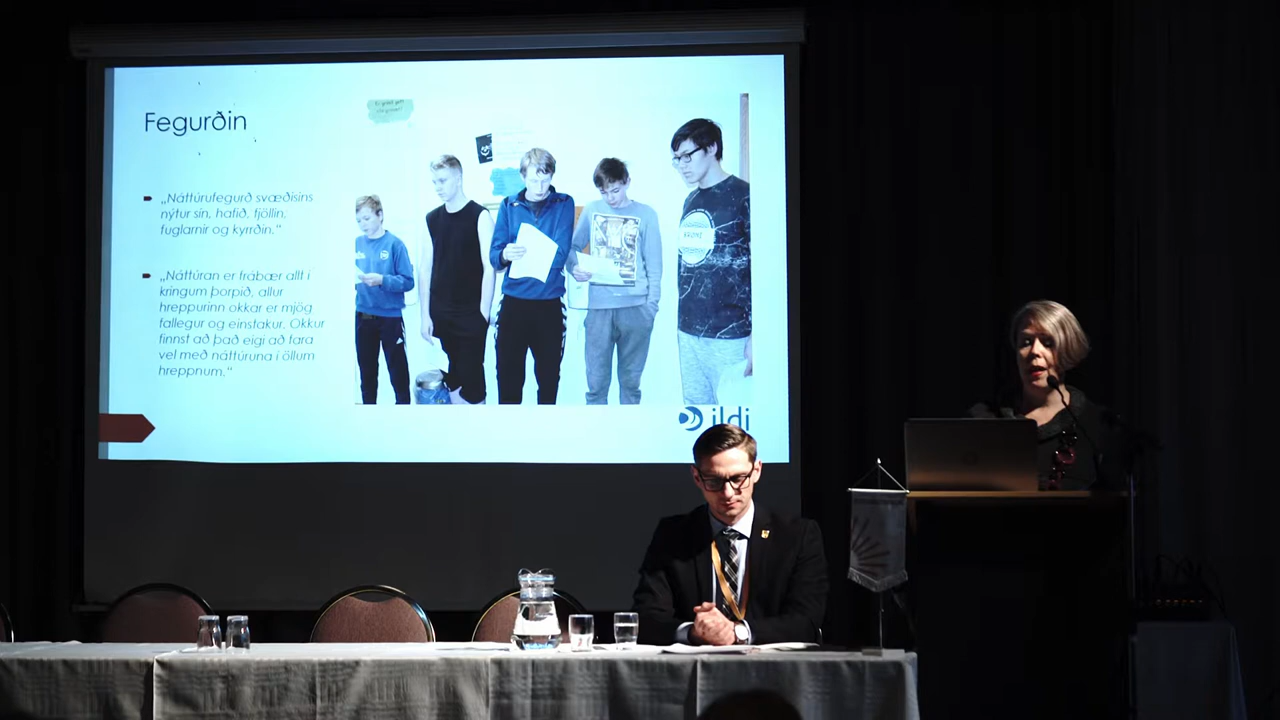 Fegurðin
„Náttúrufegurð svæðisins
nýtur sín, hafið, fjöllin,
fuglarnir og kyrrðin.“
„Náttúran er frábær allt í
kringum þorpið, allur
hreppurinn okkar er mjög
fallegur og einstakur. Okkur
finnst að það eigi að fara
vel með náttúruna í öllum
hreppnum.“
ildi